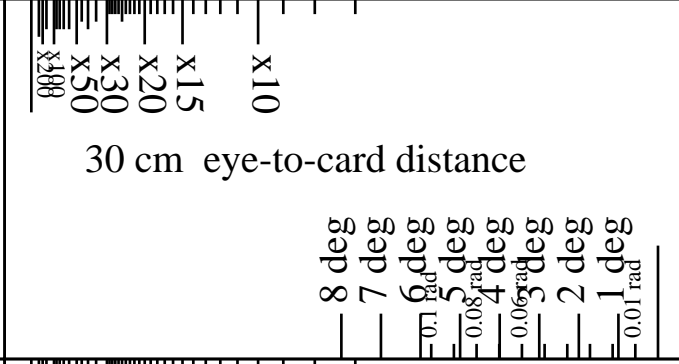 x100
x50
x30
x20
x15
x10
30 cm eye-to-card distance
8 deg
7 deg
6 deg
0.1 rad
5 deg
0.08 rad
4 deg
0.06 rad
3 deg
2 deg
1 deg
0.01 rad